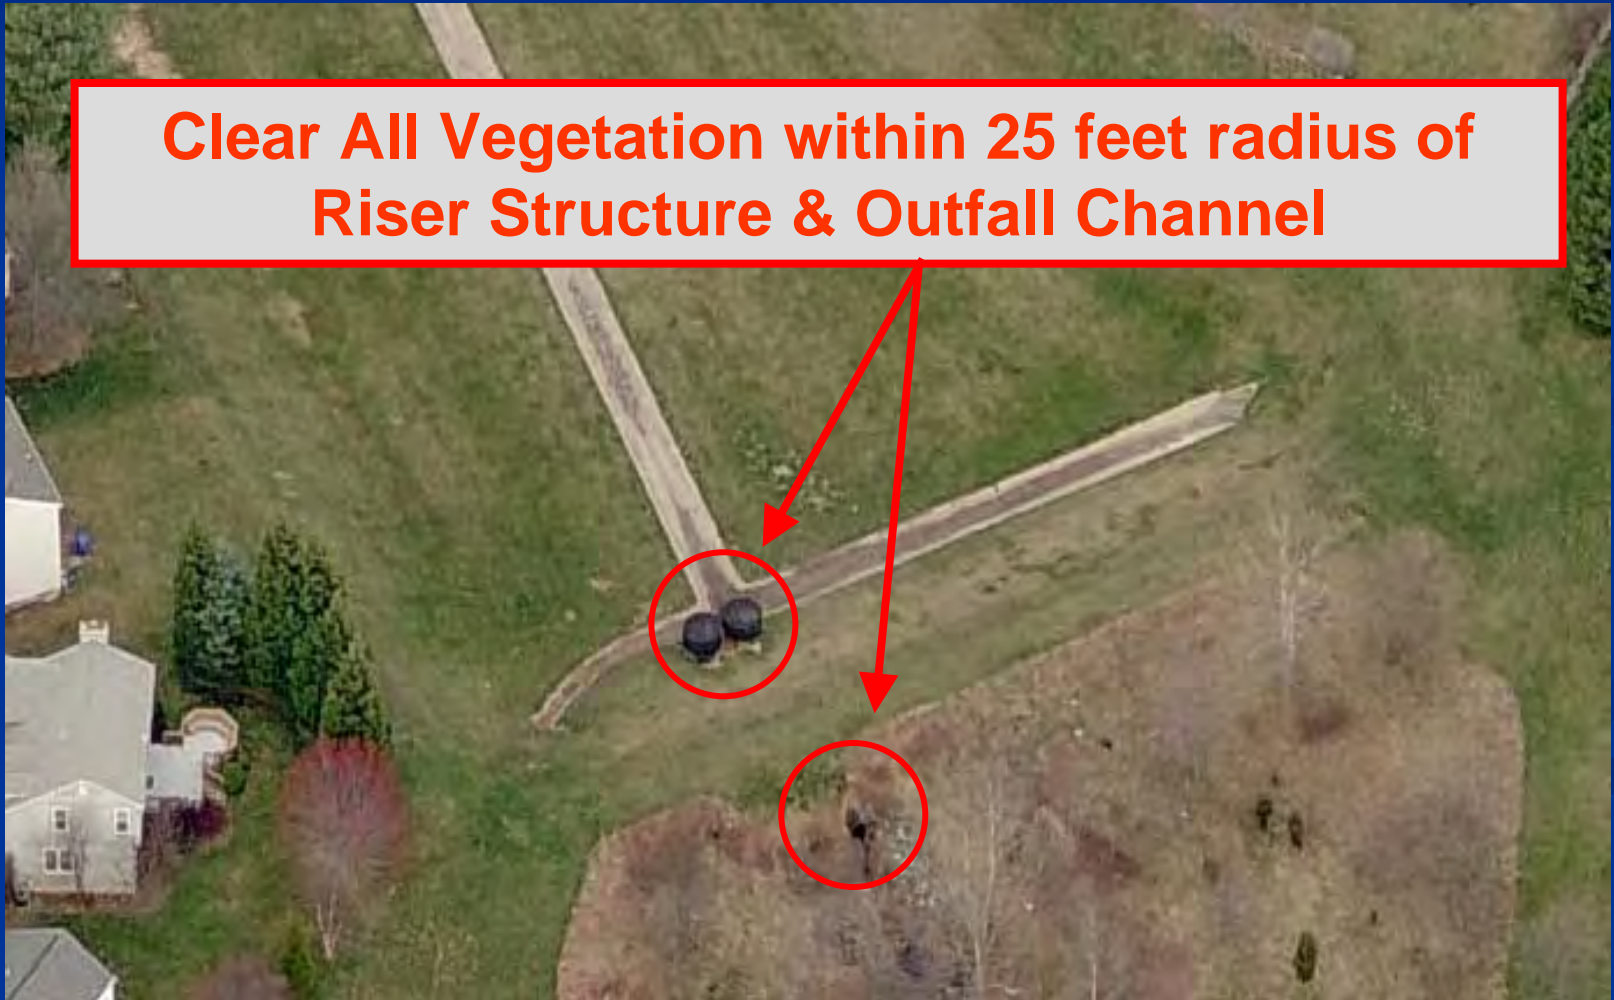 Clear All Vegetation within 25 feet radius of
Riser Structure & Outfall Channel